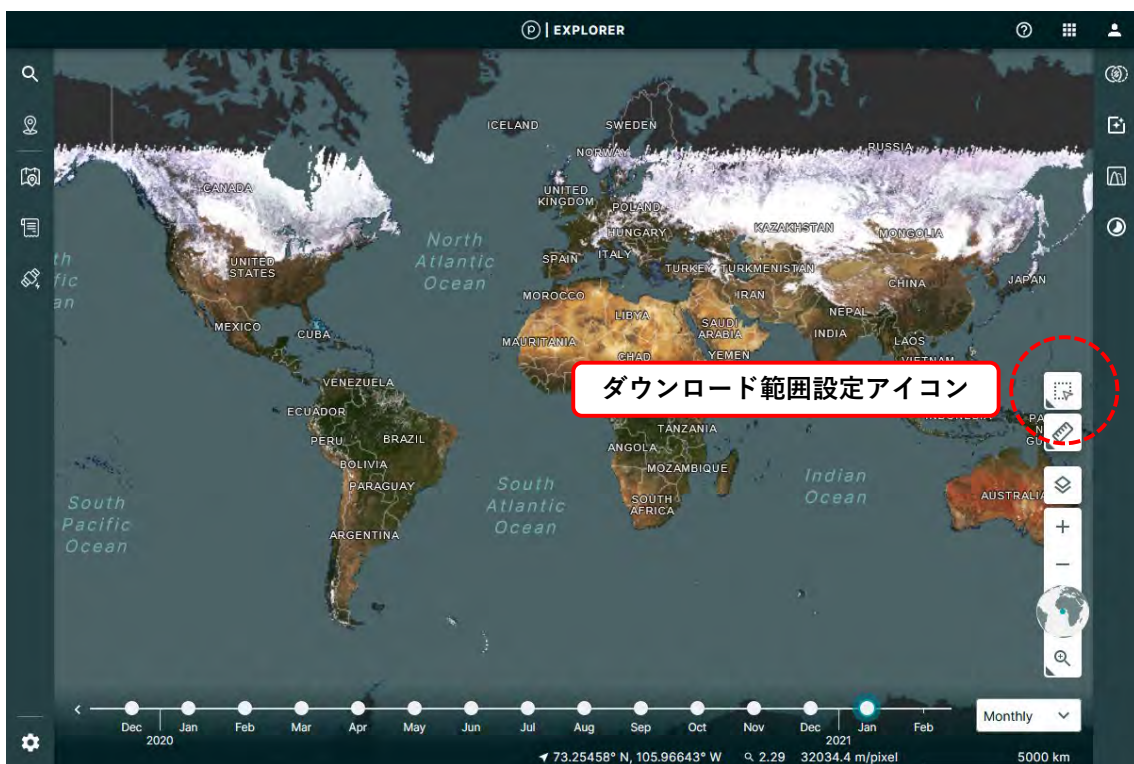 EXPLORER
ICELAND
SWEDEN
NORWAY
RUSSIA
CANADA
UNITED
KINGDOM
POLAND
HUNGARY
KAZAKHSTAN
MONGOLIA
North
Atlantic
Ocean
UNITED
STATES
SPAIN
ITALY
TURKEY
TURKMENISTAN
CHINA
JAPAN
th
fic
an
MOROCCO
IRAN
LIBYA
NEPAL
MEXICO
CUBA
SAUDI
ARABIA
INDIA
MAURITANIA
LAOS
CHAD
YEMEN
VIETNAM
ダウンロード範囲設定アイコン
VENEZUELA
ECUADOR
TANZANIA
PERU
BRAZIL
ANGOLA
PA
N
GU
BOLIVIA
MOZAMBIQUE
PARAGUAY
South
Atlantic
Ocean
Indian
Ocean
SOUTH
AFRICA
AUSTRALIA
South
Pacific
Ocean
ARGENTINA
Dec Jan Feb Mar Apr May Jun Jul Aug Sep Oct Nov Dec Jan Feb
2020 2021
Monthly
73.25458° N, 105.96643° W 2.29 32034.4 m/pixel 5000 km